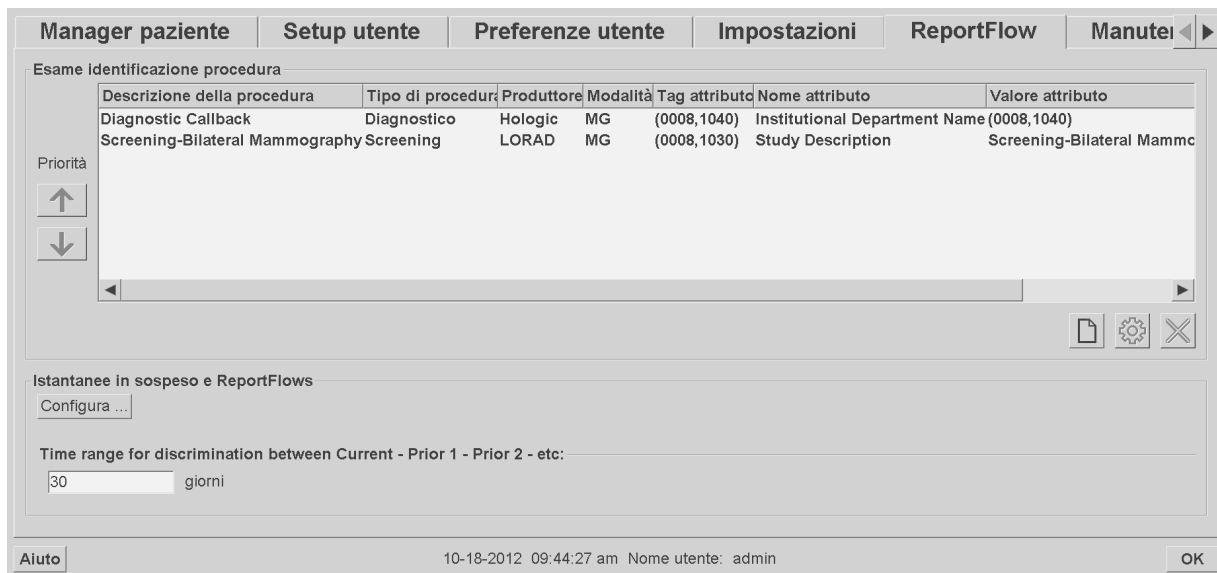 Manager paziente Setup utente Preferenze utente Impostazioni ReportFlow
Esame identificazione procedura
Descrizione della procedura Tipo di procedura Produttore Modalità Tag attributo Nome attributo Valore attributo
Diagnostic Callback Diagnostico Hologic MG (0008,1040) Institutional Department Name (0008,1040)
Screening-Bilateral Mammography Screening LORAD MG (0008,1030) Study Description Screening-Bilateral
Priorità
Istantanee in sospeso e ReportFlows
Configura ...
Time range for discrimination between Current - Prior 1 - Prior 2 - etc:
30 giorni
Aiuto 10-18-2012 09:44:27 am Nome utente: admin OK